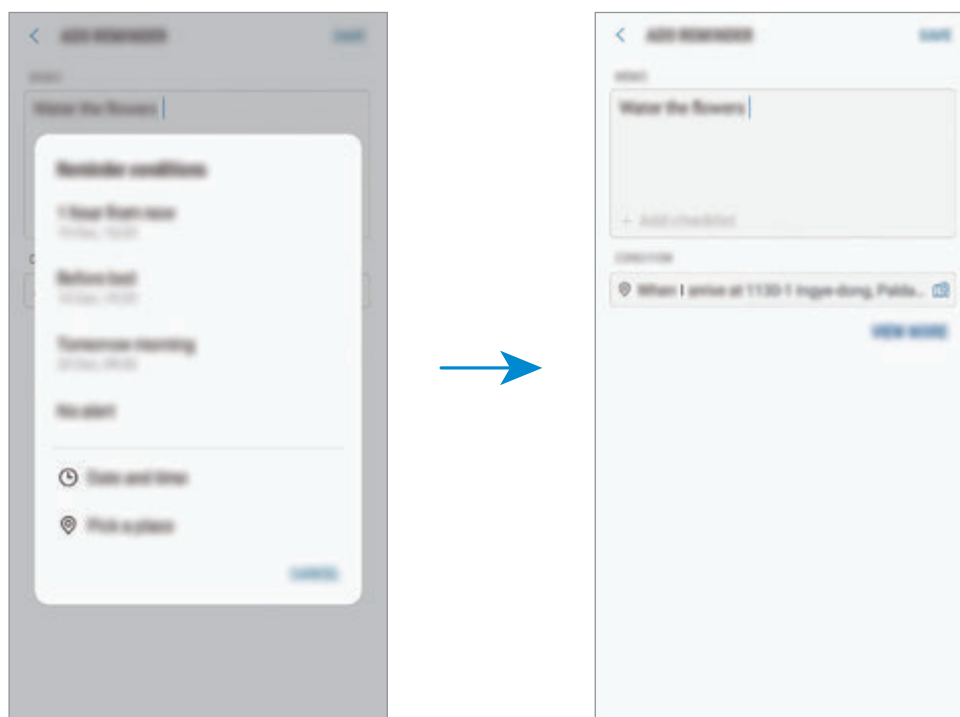 ADD REMINDER SAVE
Water the flowers
Reminder conditions
1 hour from now
Before bed
Tomorrow morning
No alert
Date and time
Pick a place
CANCEL
ADD REMINDER SAVE
MEMO
Water the flowers
+ Add checklist
CONDITION
When I arrive at 1130-1 Ingye-dong, Palda...
VIEW MORE